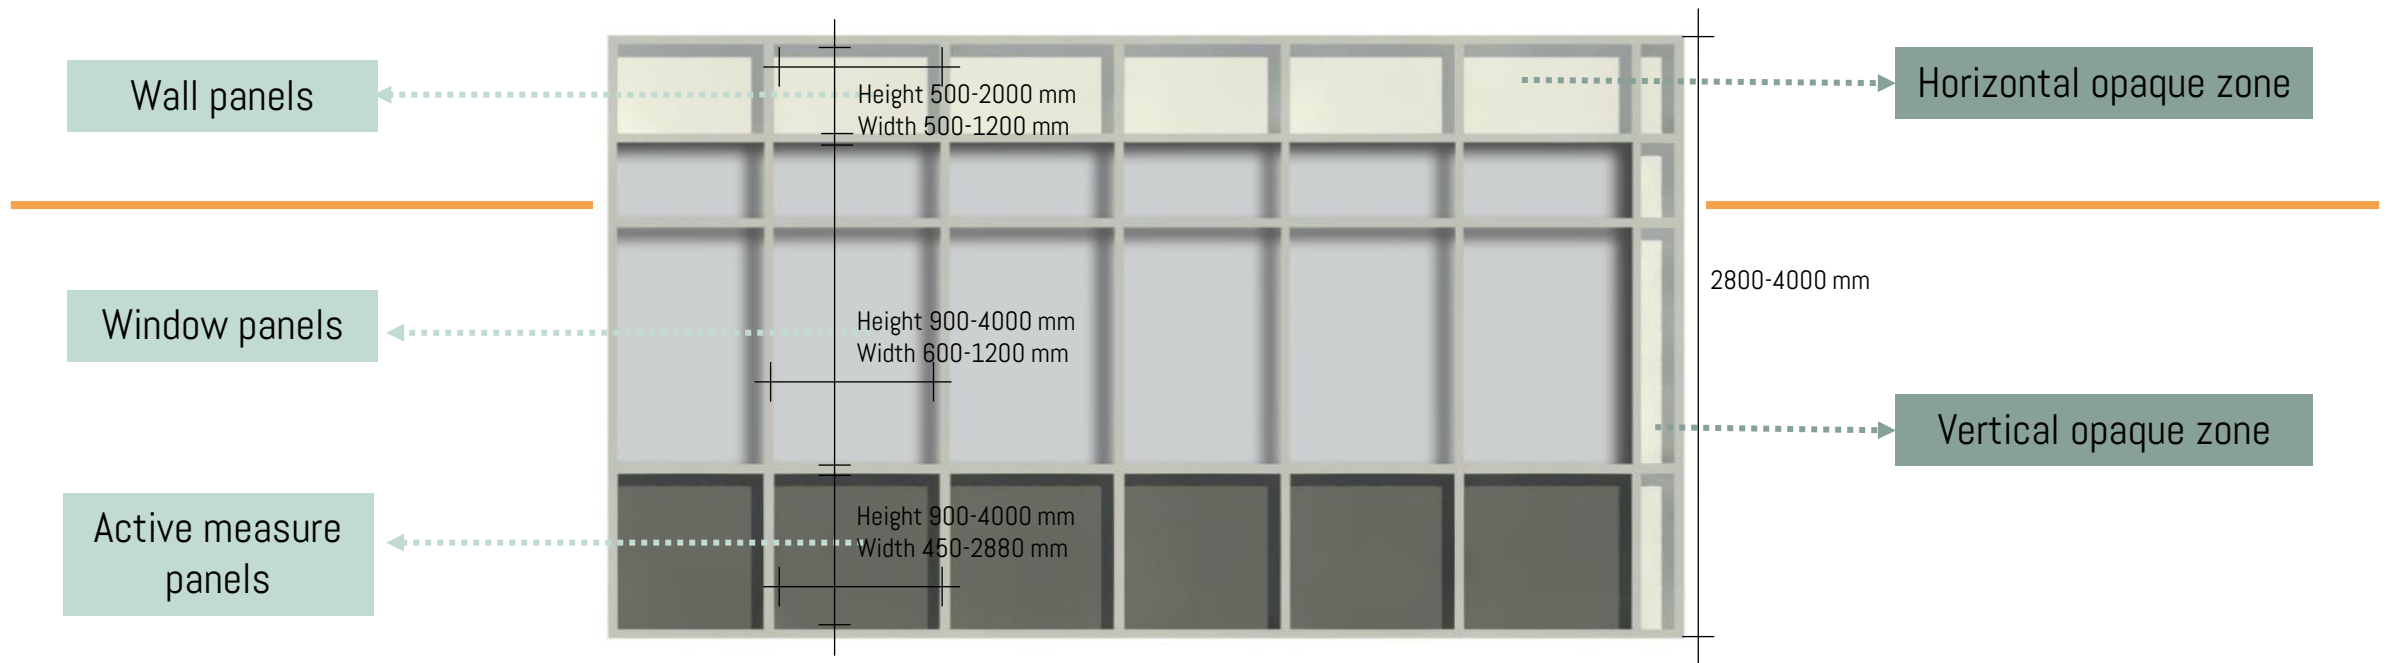 Wall panels
Height 500-2000 mm
Width 500-1200 mm
Horizontal opaque zone
2800-4000 mm
Window panels
Height 900-4000 mm
Width 600-1200 mm
Vertical opaque zone
Active measure
panels
Height 900-4000 mm
Width 450-2880 mm